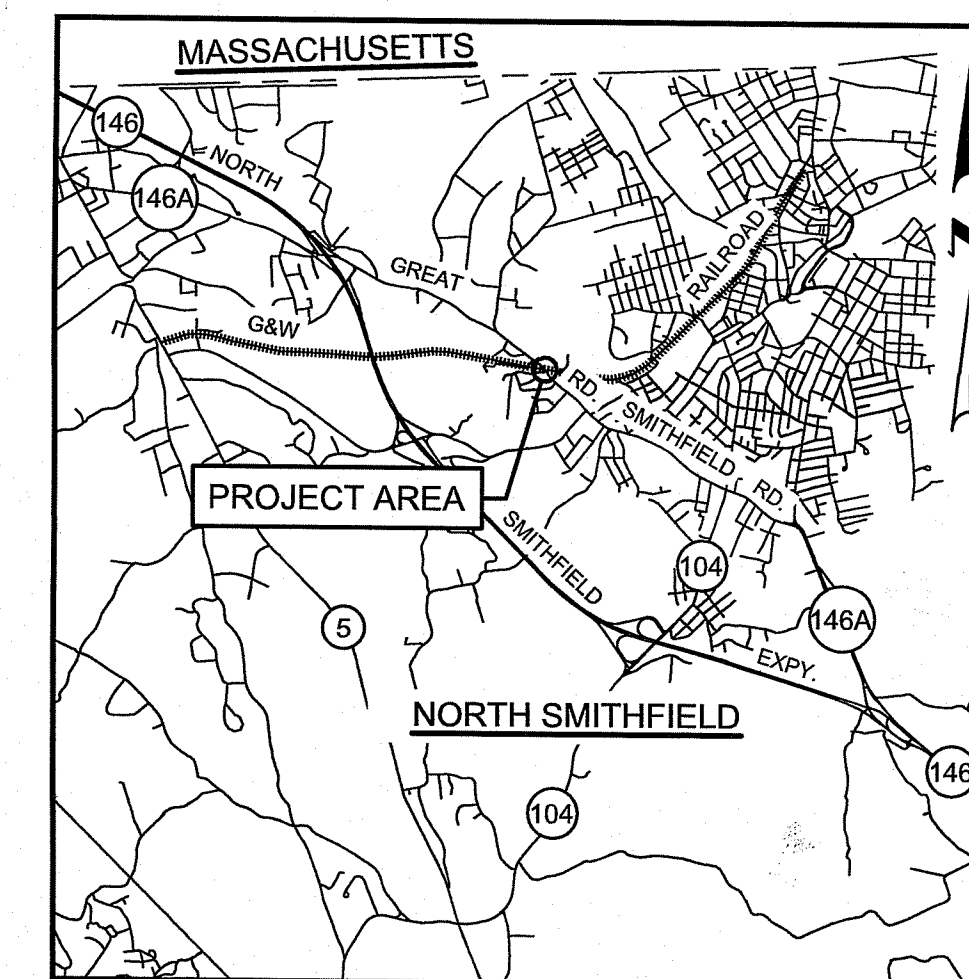 MASSACHUSETTS
146
NORTH
146A
GREAT
RAILROAD
G&W
RD.
SMITHFIELD
RD.
PROJECT AREA
SMITHFIELD
104
5
146A
EXPY.
NORTH SMITHFIELD
146
104